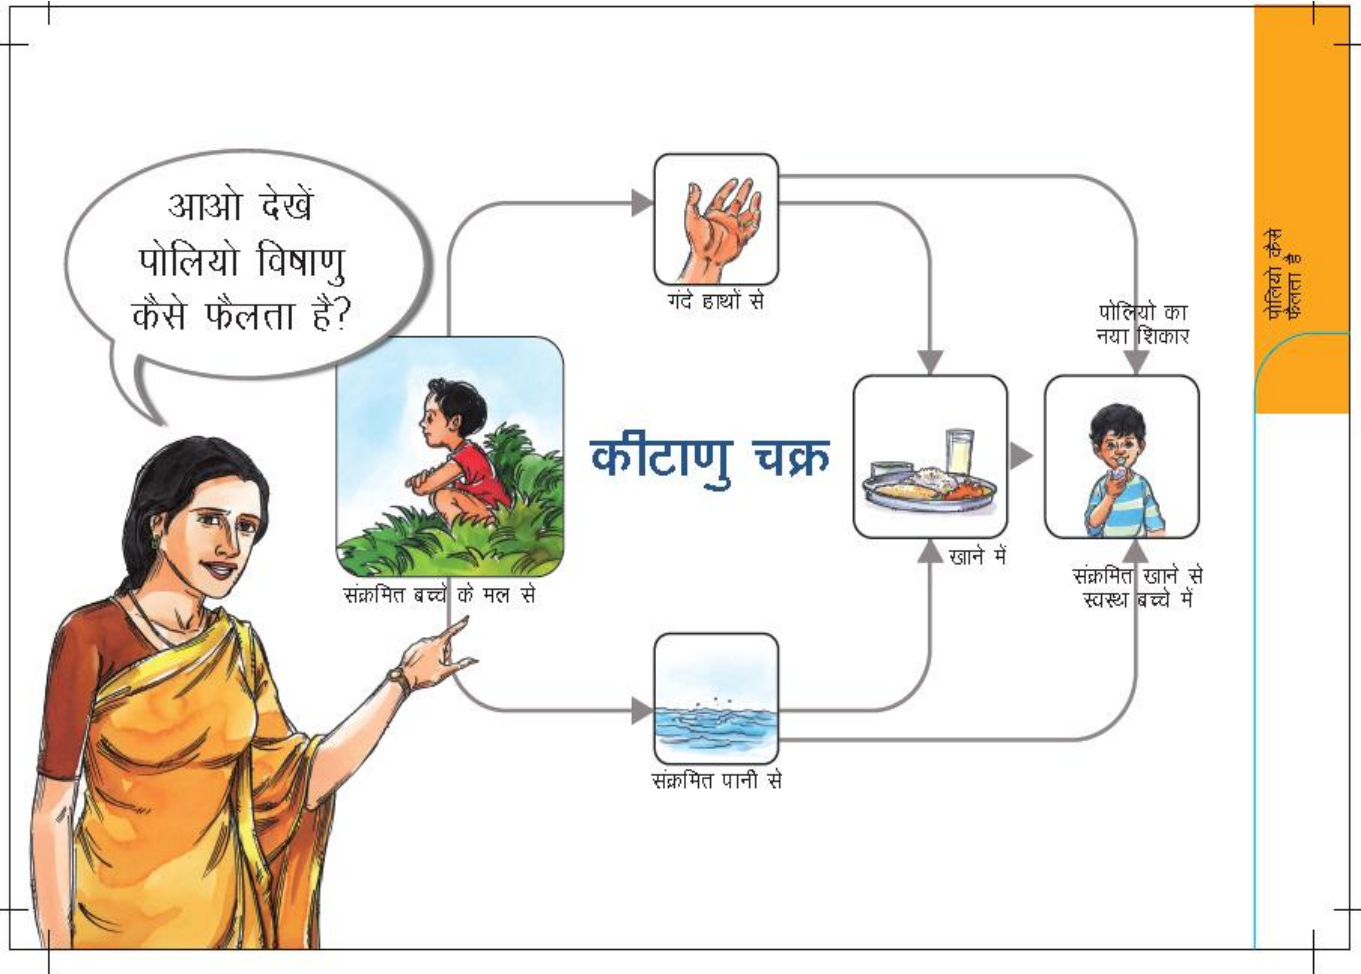 आओ देखें
पोलियो विषाणु
कैसे फैलता है?
गंदे हाथों से
पोलियो का
नया शिकार
पोलियो कैसे
फैलता है
कीटाणु चक्र
खाने में
संक्रमित बच्चे के मल से
संक्रमित खाने से
स्वस्थ बच्चे में
संक्रमित पानी से